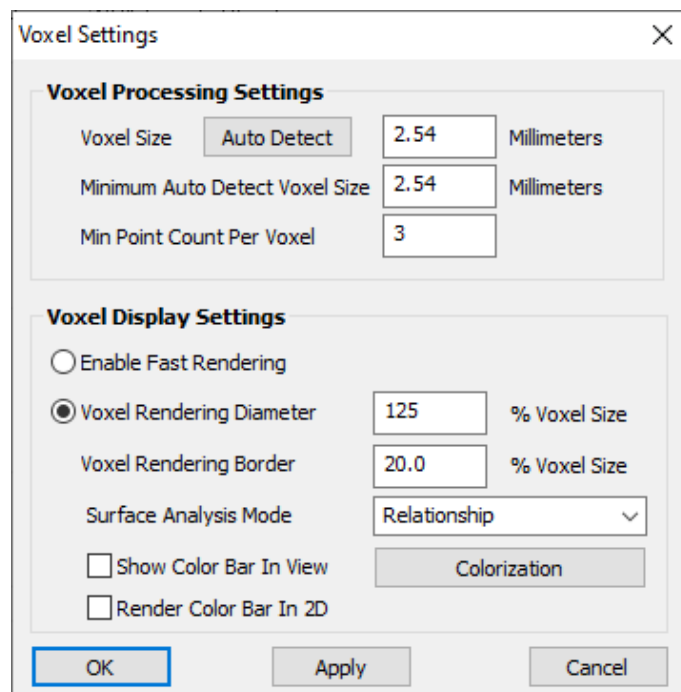 Voxel Settings
Voxel Processing Settings
Voxel Size Auto Detect 2.54 Millimeters
Minimum Auto Detect Voxel Size 2.54 Millimeters
Min Point Count Per Voxel 3
Voxel Display Settings
Enable Fast Rendering
Voxel Rendering Diameter 125 % Voxel Size
Voxel Rendering Border 20.0 % Voxel Size
Surface Analysis Mode Relationship
Show Color Bar In View Colorization
Render Color Bar In 2D
OK Apply Cancel